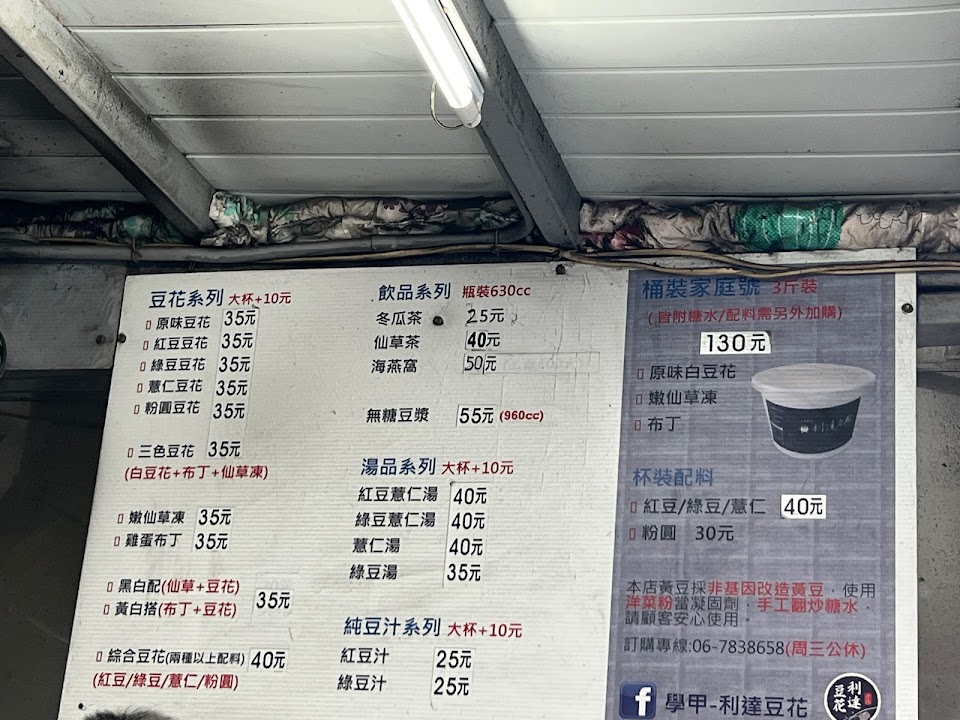 豆花系列 大杯+10元
原味豆花 35元
紅豆豆花 35元
綠豆豆花 35元
薏仁豆花 35元
粉圓豆花 35元
三色豆花 35元
(白豆花+布丁+仙草凍)
嫩仙草凍 35元
雞蛋布丁 35元
黑白配(仙草+豆花)
黃白搭(布丁+豆花)
35元
綜合豆花(兩種以上配料) 40元
(紅豆/綠豆/薏仁/粉圓)
飲品系列 瓶裝630cc
冬瓜茶 25元
仙草茶 40元
海燕窩 50元
無糖豆漿 55元(960cc)
湯品系列 大杯+10元
紅豆薏仁湯 40元
綠豆薏仁湯 40元
薏仁湯 40元
綠豆湯 35元
純豆汁系列 大杯+10元
紅豆汁 25元
綠豆汁 25元
桶裝家庭號 3斤裝
(皆附糖水/配料需另外加購)
130元
原味白豆花
嫩仙草凍
布丁
杯裝配料
紅豆/綠豆/薏仁 40元
粉圓 30元
本店黃豆採非基因改造黃豆，使用
洋菜粉當凝固劑，手工翻炒糖水，
請顧客安心使用。
訂購專線:06-7838658(周三公休)
f 學甲-利達豆花
利達豆花